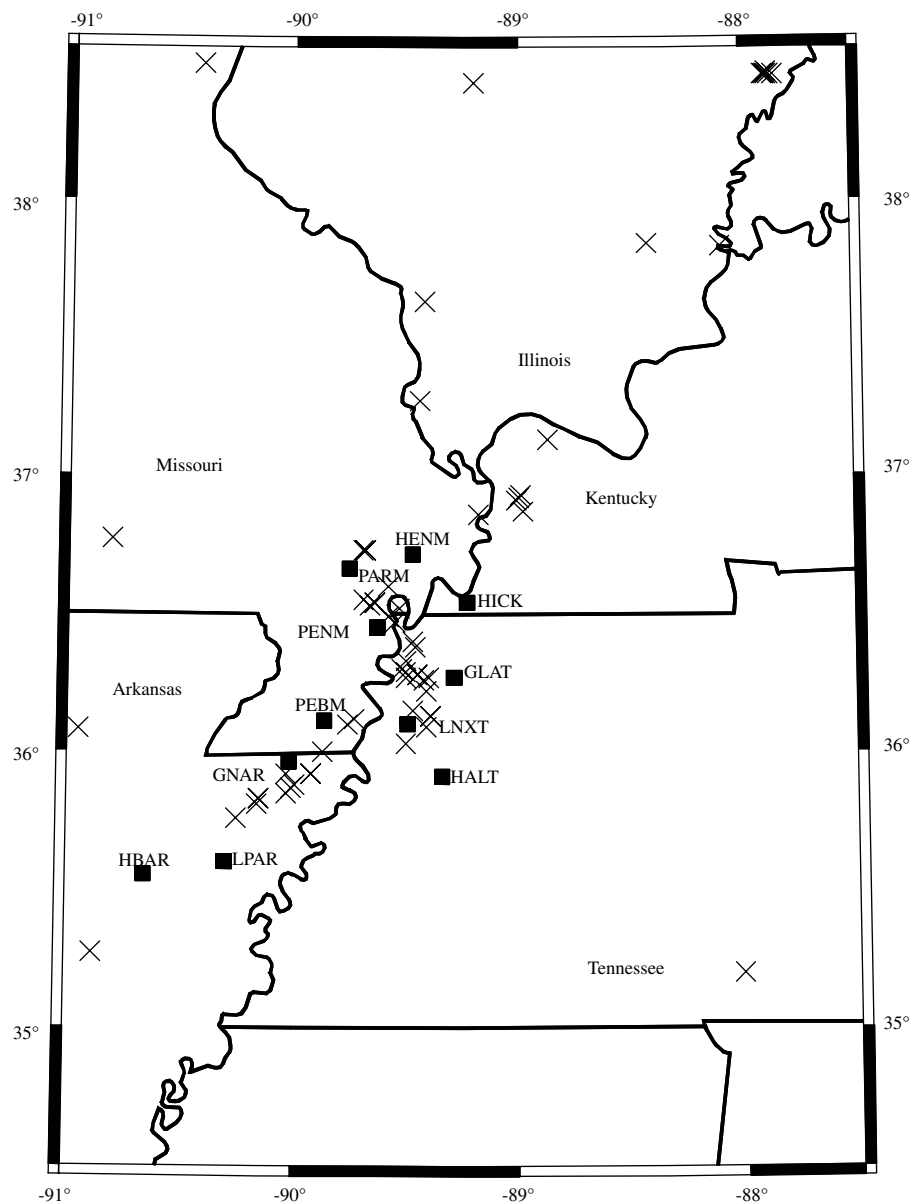 -91°
-90°
-89°
-88°
38°
38°
Illinois
Missouri
37°
37°
Kentucky
HENM
PARM
HICK
PENM
GLAT
Arkansas
PEBM
LNXT
36°
36°
GNAR
HALT
HBAR
LPAR
Tennessee
35°
35°
-91°
-90°
-89°
-88°